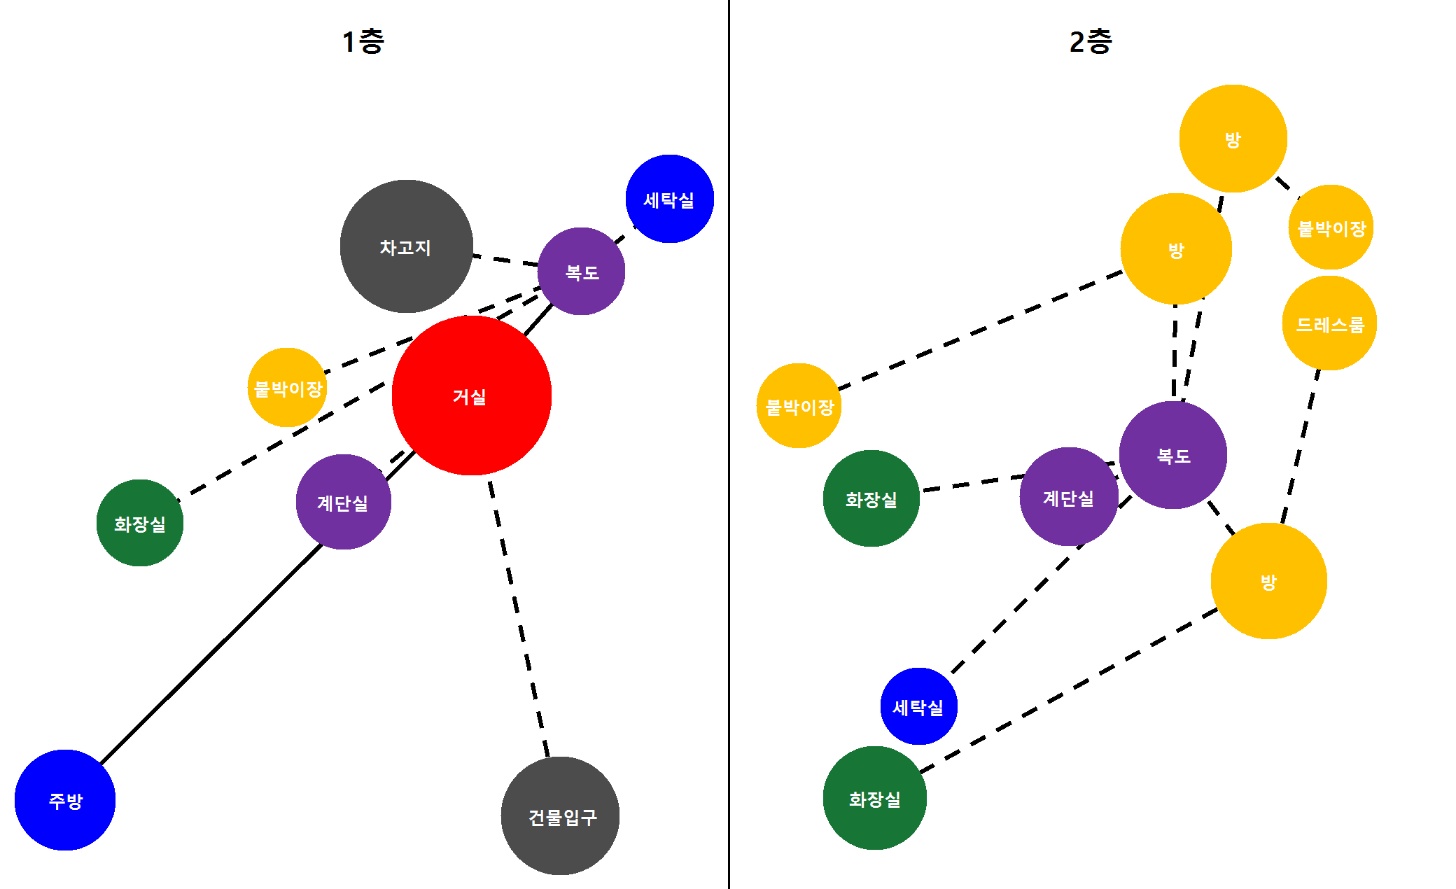 1층
세탁실
차고지
복도
붙박이장
거실
계단실
화장실
주방
건물입구
2층
방
붙박이장
방
드레스룸
붙박이장
복도
화장실
계단실
방
세탁실
화장실